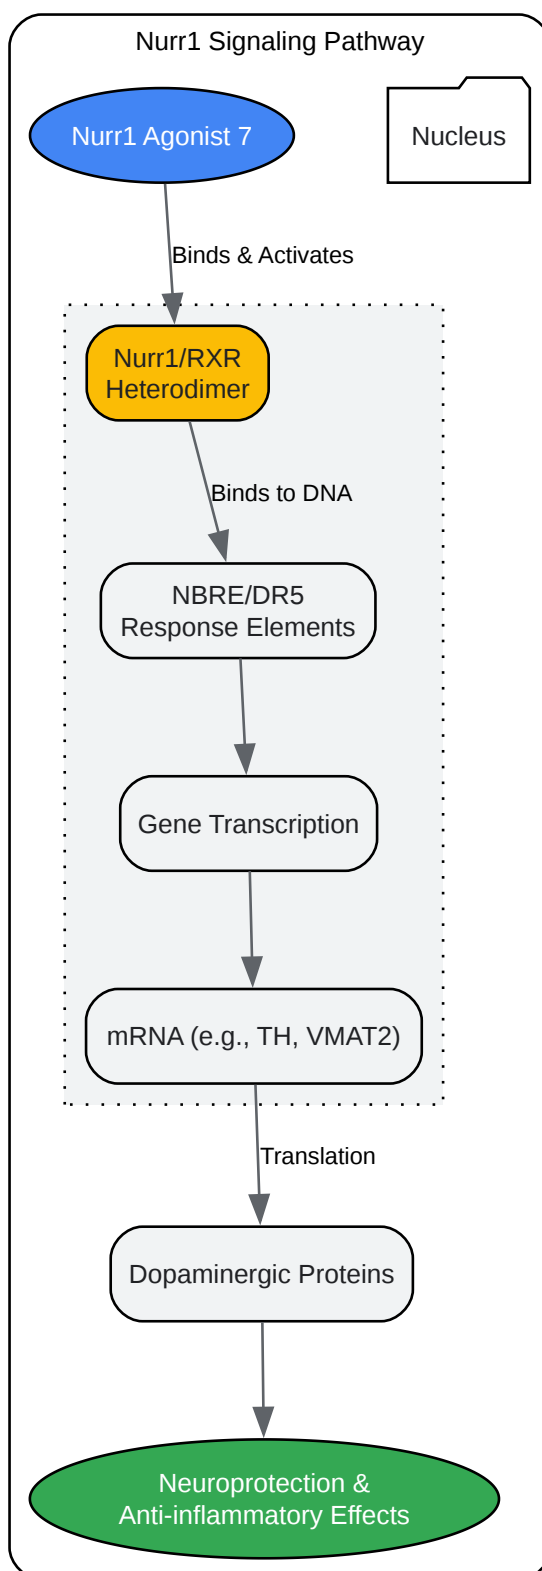 Nurr1 Signaling Pathway
Nurr1 Agonist 7
Nucleus
Binds & Activates
Nurr1/RXR
Heterodimer
Binds to DNA
NBRE/DR5
Response Elements
Gene Transcription
mRNA (e.g., TH, VMAT2)
Translation
Dopaminergic Proteins
Neuroprotection &
Anti-inflammatory Effects